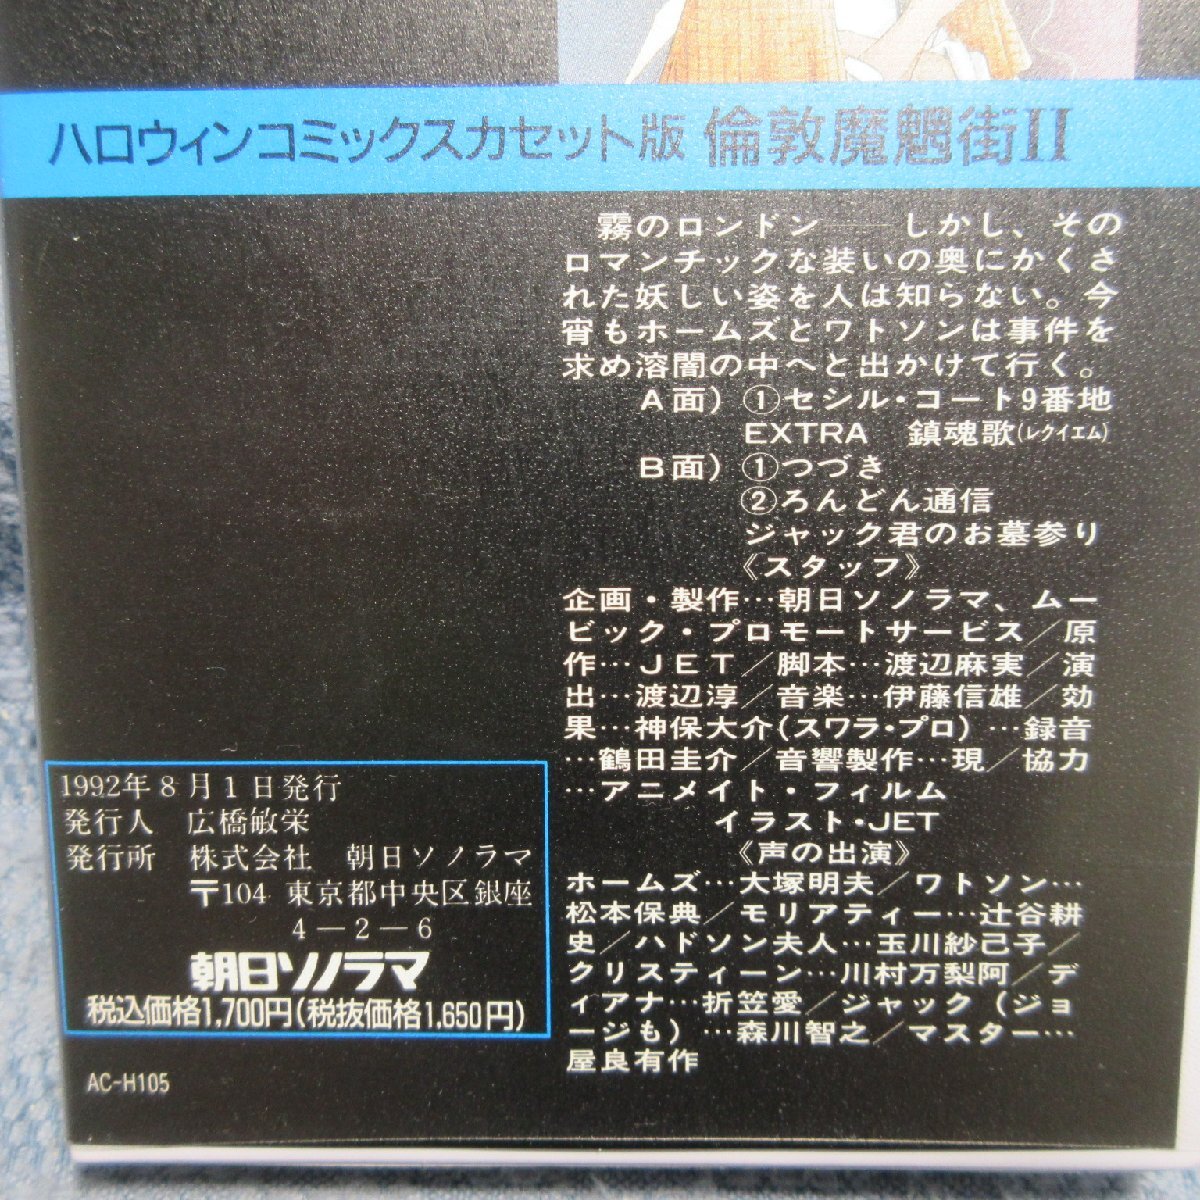 ハロウィンコミックスカセット版 倫敦魔魍街II
霧のロンドン――しかし、その
ロマンチックな装いの奥にかくさ
れた妖しい姿を人は知らない。今
宵もホームズとワトソンは事件を
求め溶闇の中へと出かけて行く。
A面）①セシル・コート9番地
EXTRA 鎮魂歌(レクイエム)
B面）①つづき
②ろんどん通信
ジャック君のお墓参り
《スタッフ》
企画・製作…朝日ソノラマ、ムー
ビック・プロモートサービス／原
作…JET／脚本…渡辺麻実／演
出…渡辺淳／音楽…伊藤信雄／効
果…神保大介(スワラ・プロ)…録音
…鶴田圭介／音響製作…現／協力
…アニメイト・フィルム
イラスト・JET
《声の出演》
ホームズ…大塚明夫／ワトソン…
松本保典／モリアティー…辻谷耕
史／ハドソン夫人…玉川紗己子／
クリスティーン…川村万梨阿／デ
ィアナ…折笠愛／ジャック（ジョ
ージも）…森川智之／マスター…
屋良有作
1992年8月1日発行
発行人 広橋敏栄
発行所 株式会社 朝日ソノラマ
〒104 東京都中央区銀座
4－2－6
朝日ソノラマ
税込価格1,700円(税抜価格1,650円)
AC-H105